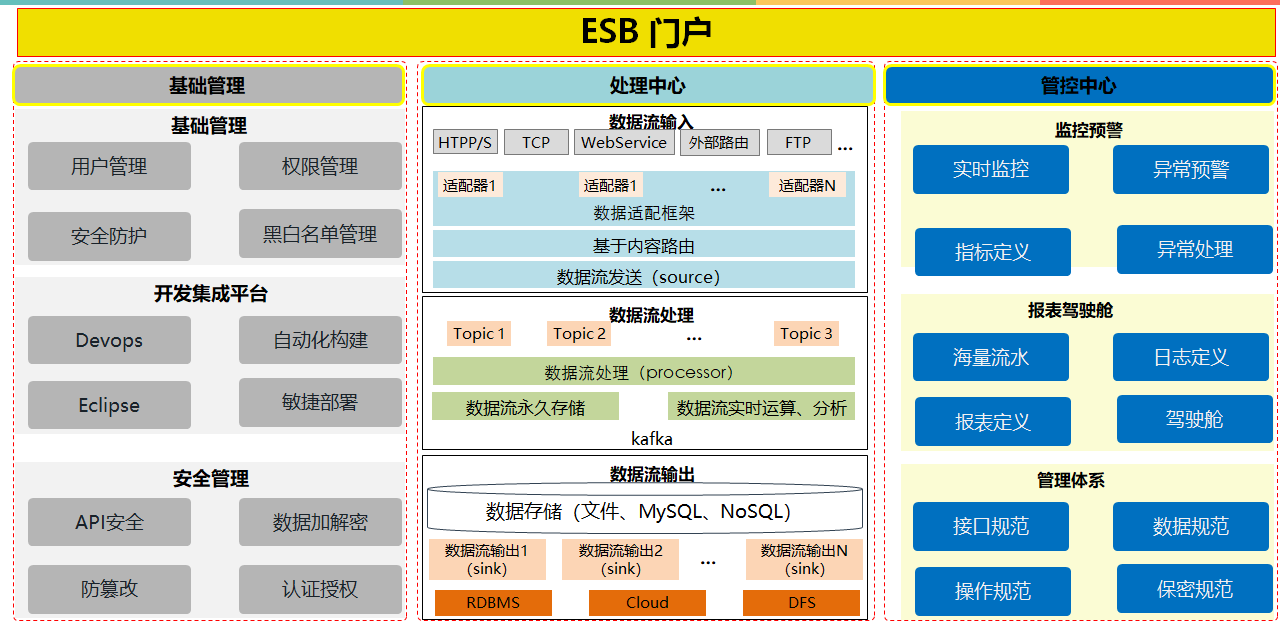 ESB 门户
基础管理
基础管理
用户管理
权限管理
安全防护
黑白名单管理
开发集成平台
Devops
自动化构建
Eclipse
敏捷部署
安全管理
API安全
数据加解密
防篡改
认证授权
处理中心
数据流输入
HTPP/S
TCP
WebService
外部路由
FTP
...
适配器1
适配器1
...
适配器N
数据适配框架
基于内容路由
数据流发送（source）
数据流处理
Topic 1
Topic 2
...
Topic 3
数据流处理（processor）
数据流永久存储
数据流实时运算、分析
kafka
数据流输出
数据存储（文件、MySQL、NoSQL）
数据流输出1
（sink）
数据流输出2
（sink）
...
数据流输出N
（sink）
RDBMS
Cloud
DFS
管控中心
监控预警
实时监控
异常预警
指标定义
异常处理
报表驾驶舱
海量流水
日志定义
报表定义
驾驶舱
管理体系
接口规范
数据规范
操作规范
保密规范